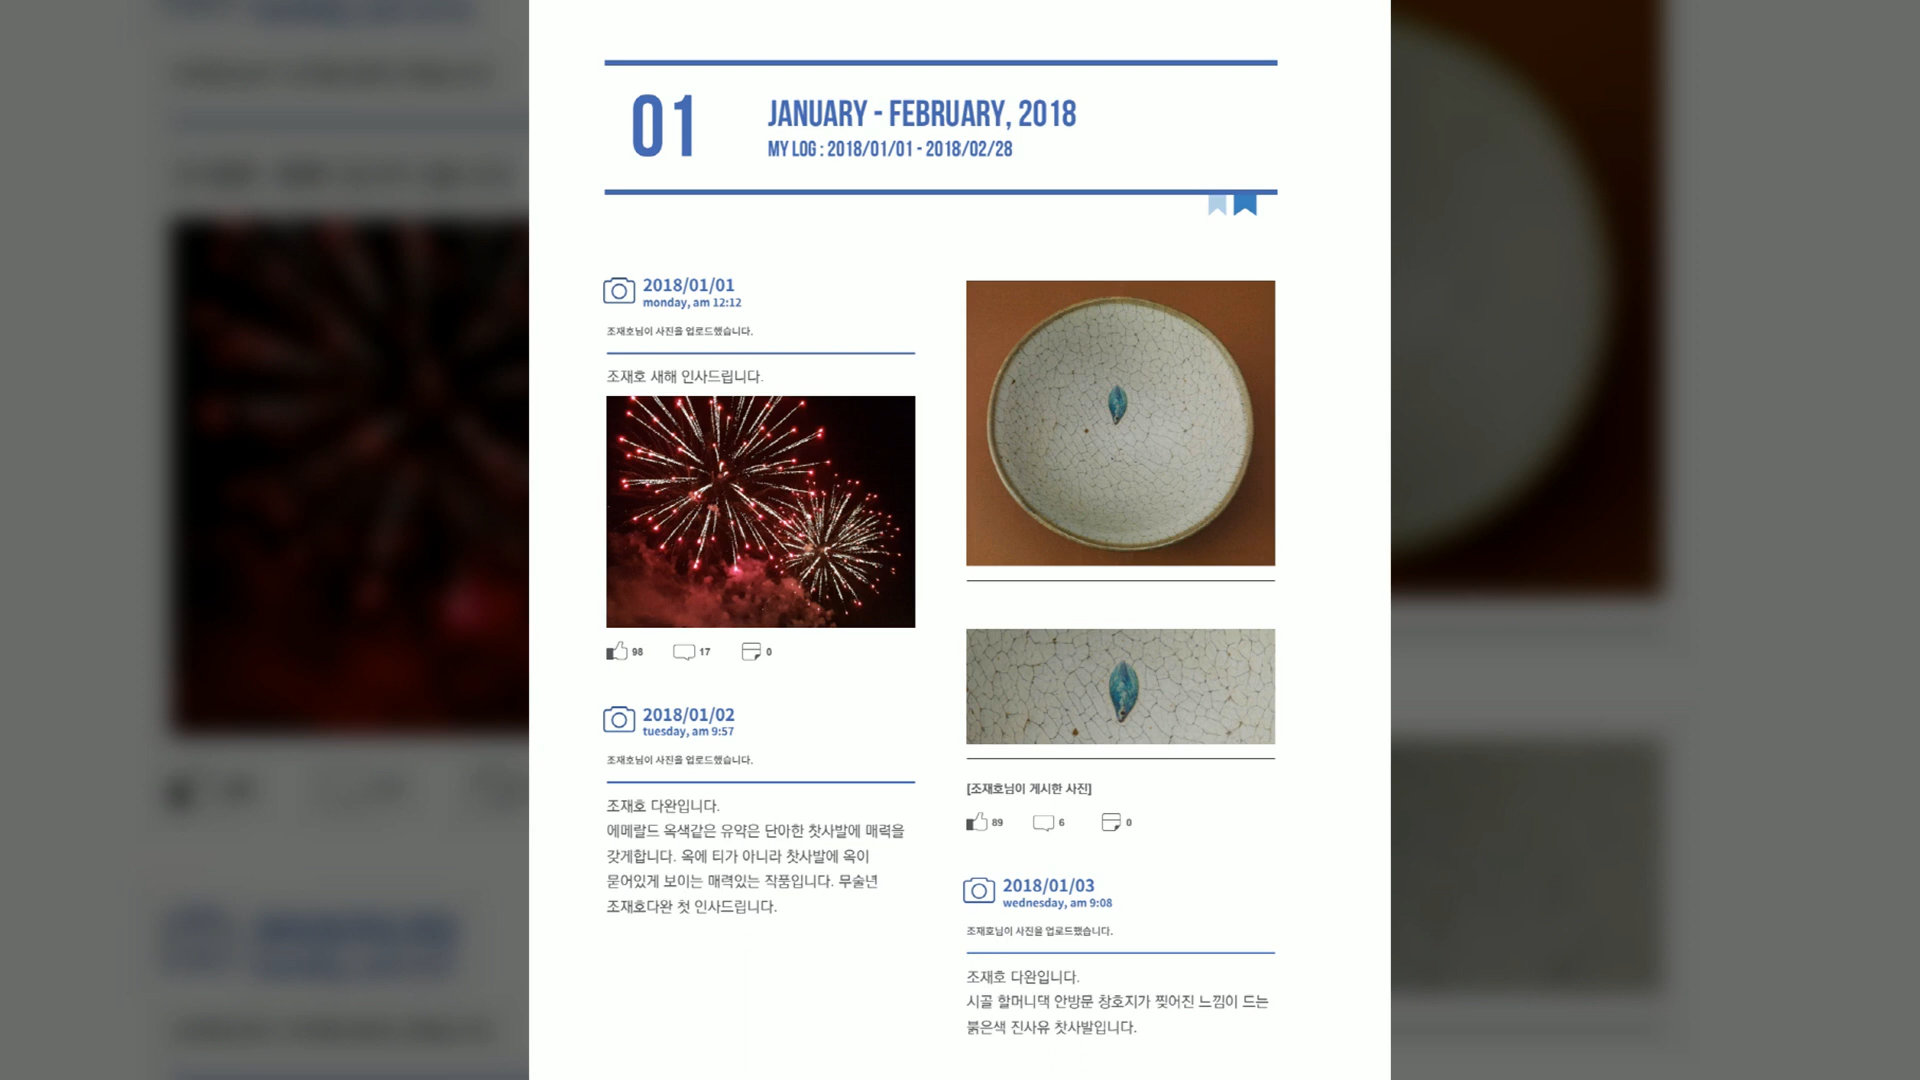 01
JANUARY - FEBRUARY, 2018
MY LOG : 2018/01/01 - 2018/02/28
2018/01/01
monday, am 12:12
조재호님이 사진을 업로드했습니다.
조재호 새해 인사드립니다.
98 17 0
2018/01/02
tuesday, am 9:57
조재호님이 사진을 업로드했습니다.
조재호 다완입니다.
에메랄드 옥색같은 유약은 단아한 찻사발에 매력을
갖게합니다. 옥에 티가 아니라 찻사발에 옥이
묻어있게 보이는 매력있는 작품입니다. 무술년
조재호다완 첫 인사드립니다.
[조재호님이 게시한 사진]
89 6 0
2018/01/03
wednesday, am 9:08
조재호님이 사진을 업로드했습니다.
조재호 다완입니다.
시골 할머니댁 안방문 창호지가 찢어진 느낌이 드는
붉은색 진사유 찻사발입니다.